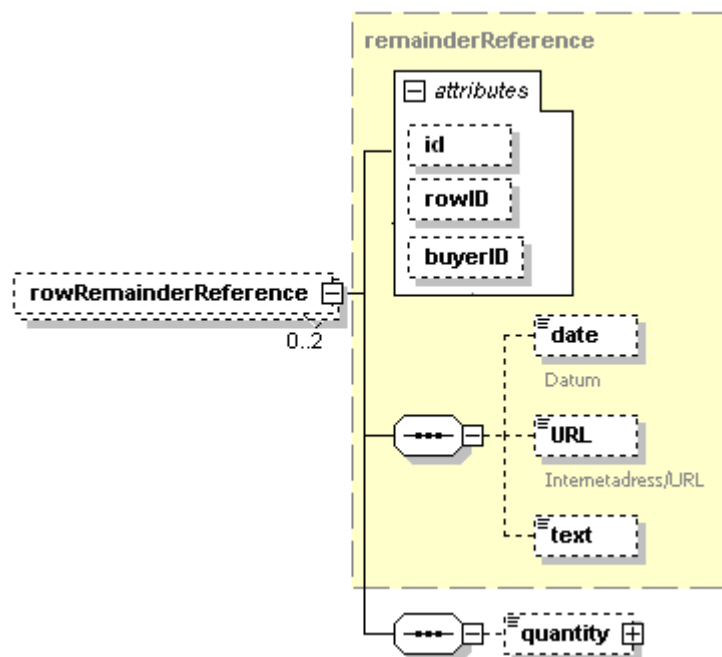 remainderReference
attributes
id
rowID
buyerID
rowRemainderReference
0..2
date
Datum
URL
Internetadress/URL
text
quantity